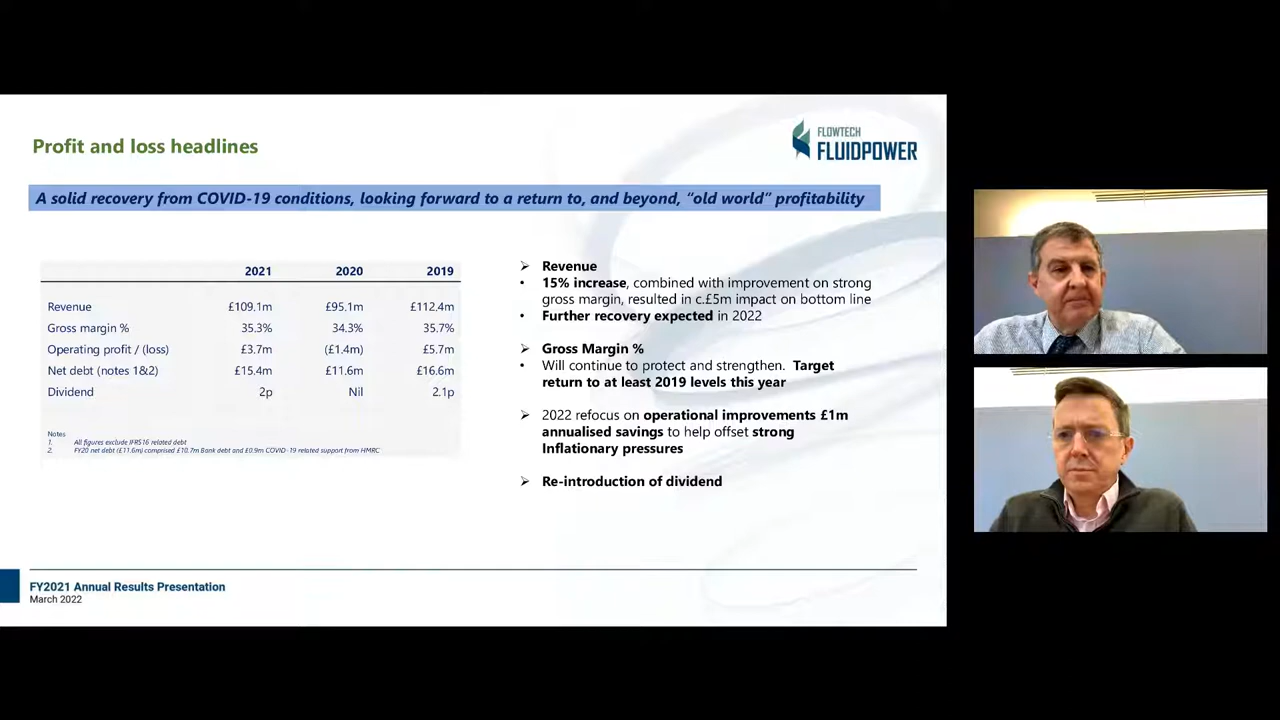 Profit and loss headlines
FLOWTECH
FLUIDPOWER
A solid recovery from COVID-19 conditions, looking forward to a return to, and beyond, “old world” profitability
2021 2020 2019
Revenue £109.1m £95.1m £112.4m
Gross margin % 35.3% 34.3% 35.7%
Operating profit / (loss) £3.7m (£1.4m) £5.7m
Net debt (notes 1&2) £15.4m £11.6m £16.6m
Dividend 2p Nil 2.1p
Notes
1. All figures exclude IFRS16 related debt
2. FY20 net debt (£11.6m) comprised £10.7m Bank debt and £0.9m COVID-19 related support from HMRC
➢ Revenue
• 15% increase, combined with improvement on strong
gross margin, resulted in c.£5m impact on bottom line
• Further recovery expected in 2022
➢ Gross Margin %
• Will continue to protect and strengthen. Target
return to at least 2019 levels this year
➢ 2022 refocus on operational improvements £1m
annualised savings to help offset strong
Inflationary pressures
➢ Re-introduction of dividend
FY2021 Annual Results Presentation
March 2022